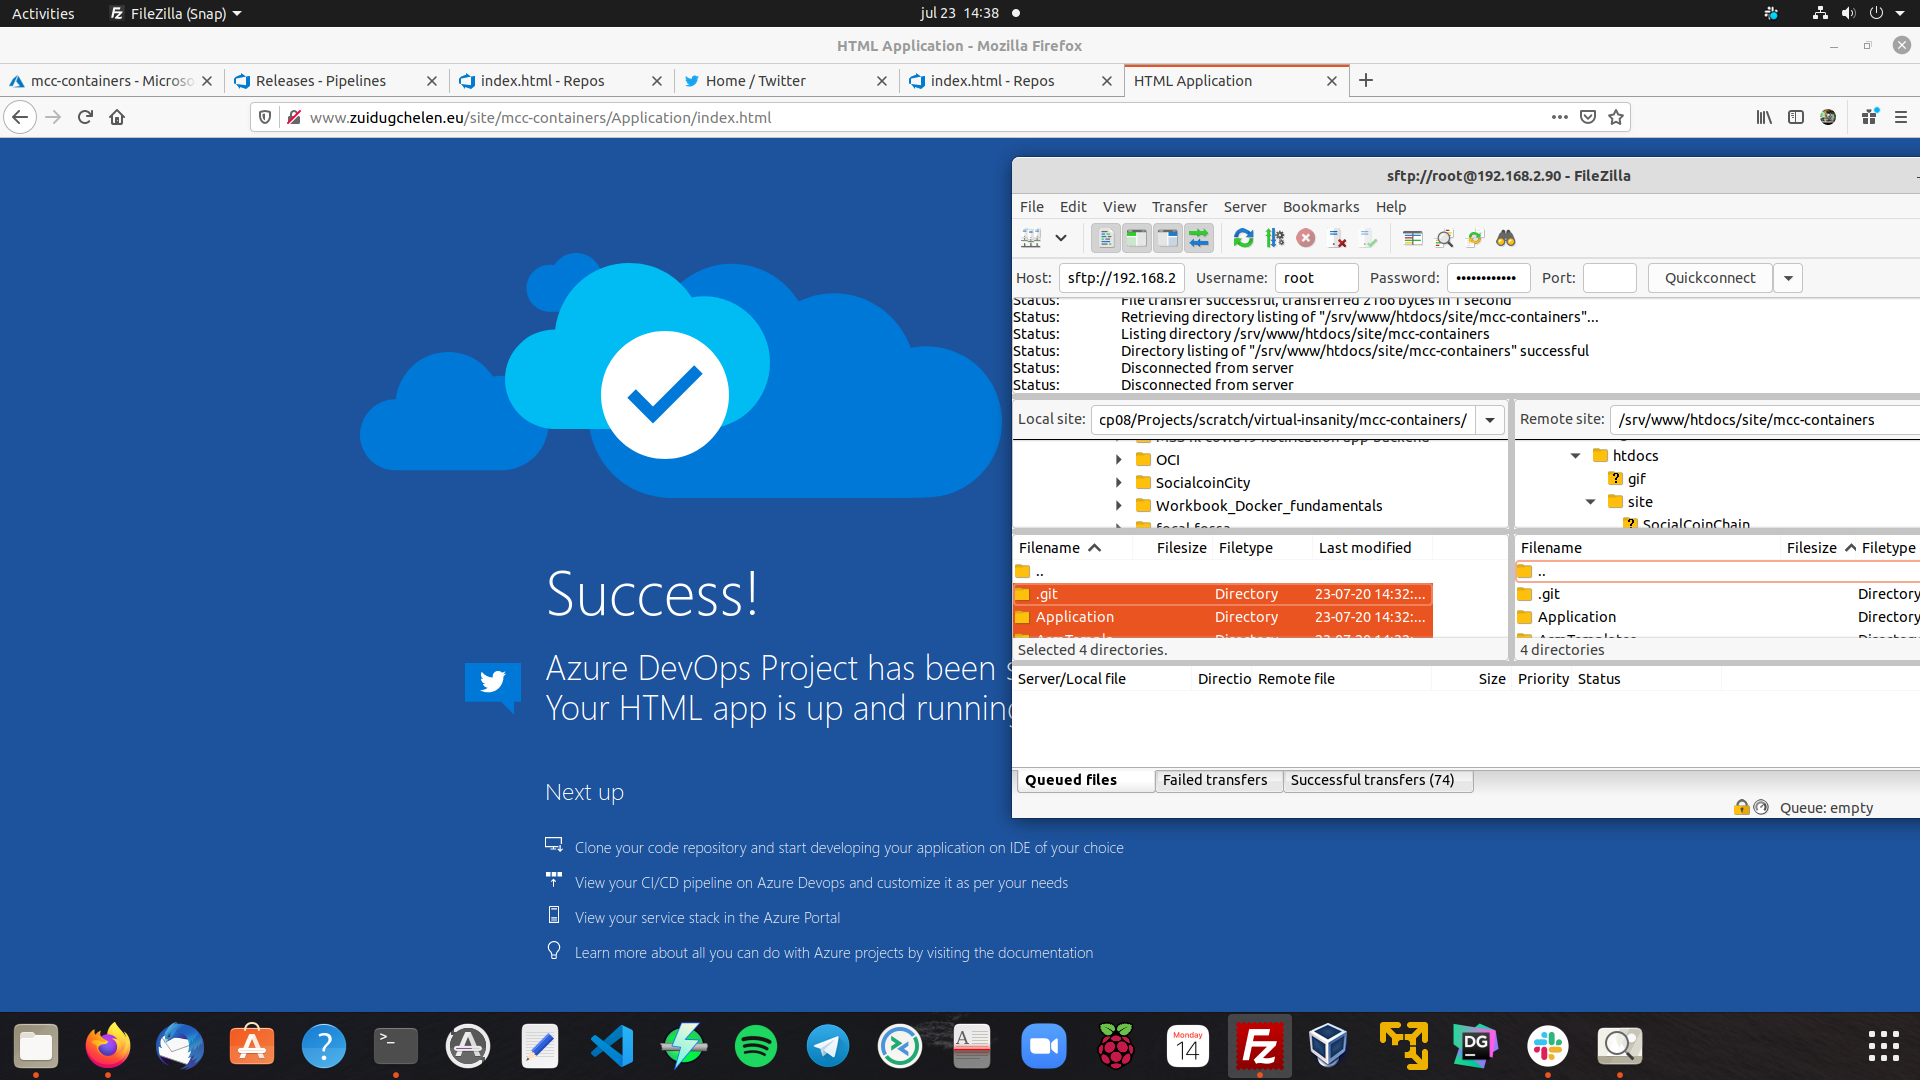 Activities
FileZilla (Snap)
jul 23 14:38
HTML Application - Mozilla Firefox
mcc-containers - Microso
Releases - Pipelines
index.html - Repos
Home / Twitter
index.html - Repos
HTML Application
www.zuidugchelen.eu/site/mcc-containers/Application/index.html
Success!
Azure DevOps Project has been s
Your HTML app is up and running
Next up
Clone your code repository and start developing your application on IDE of your choice
View your CI/CD pipeline on Azure Devops and customize it as per your needs
View your service stack in the Azure Portal
Learn more about all you can do with Azure projects by visiting the documentation
sftp://root@192.168.2.90 - FileZilla
File Edit View Transfer Server Bookmarks Help
Host: sftp://192.168.2 Username: root Password: •••••••••••• Port: Quickconnect
Status: File transfer successful, transferred 2166 bytes in 1 second
Status: Retrieving directory listing of "/srv/www/htdocs/site/mcc-containers"...
Status: Listing directory /srv/www/htdocs/site/mcc-containers
Status: Directory listing of "/srv/www/htdocs/site/mcc-containers" successful
Status: Disconnected from server
Status: Disconnected from server
Local site: cp08/Projects/scratch/virtual-insanity/mcc-containers/
OCI
SocialcoinCity
Workbook_Docker_fundamentals
Remote site: /srv/www/htdocs/site/mcc-containers
htdocs
gif
site
SocialCoinChain
Filename Filesize Filetype Last modified
..
.git Directory 23-07-20 14:32:...
Application Directory 23-07-20 14:32:...
Selected 4 directories.
Filename Filesize Filetype
..
.git Directory
Application Directory
ArmTemplates
4 directories
Server/Local file Directio Remote file Size Priority Status
Queued files Failed transfers Successful transfers (74)
Queue: empty
Monday
14
Fz
DG